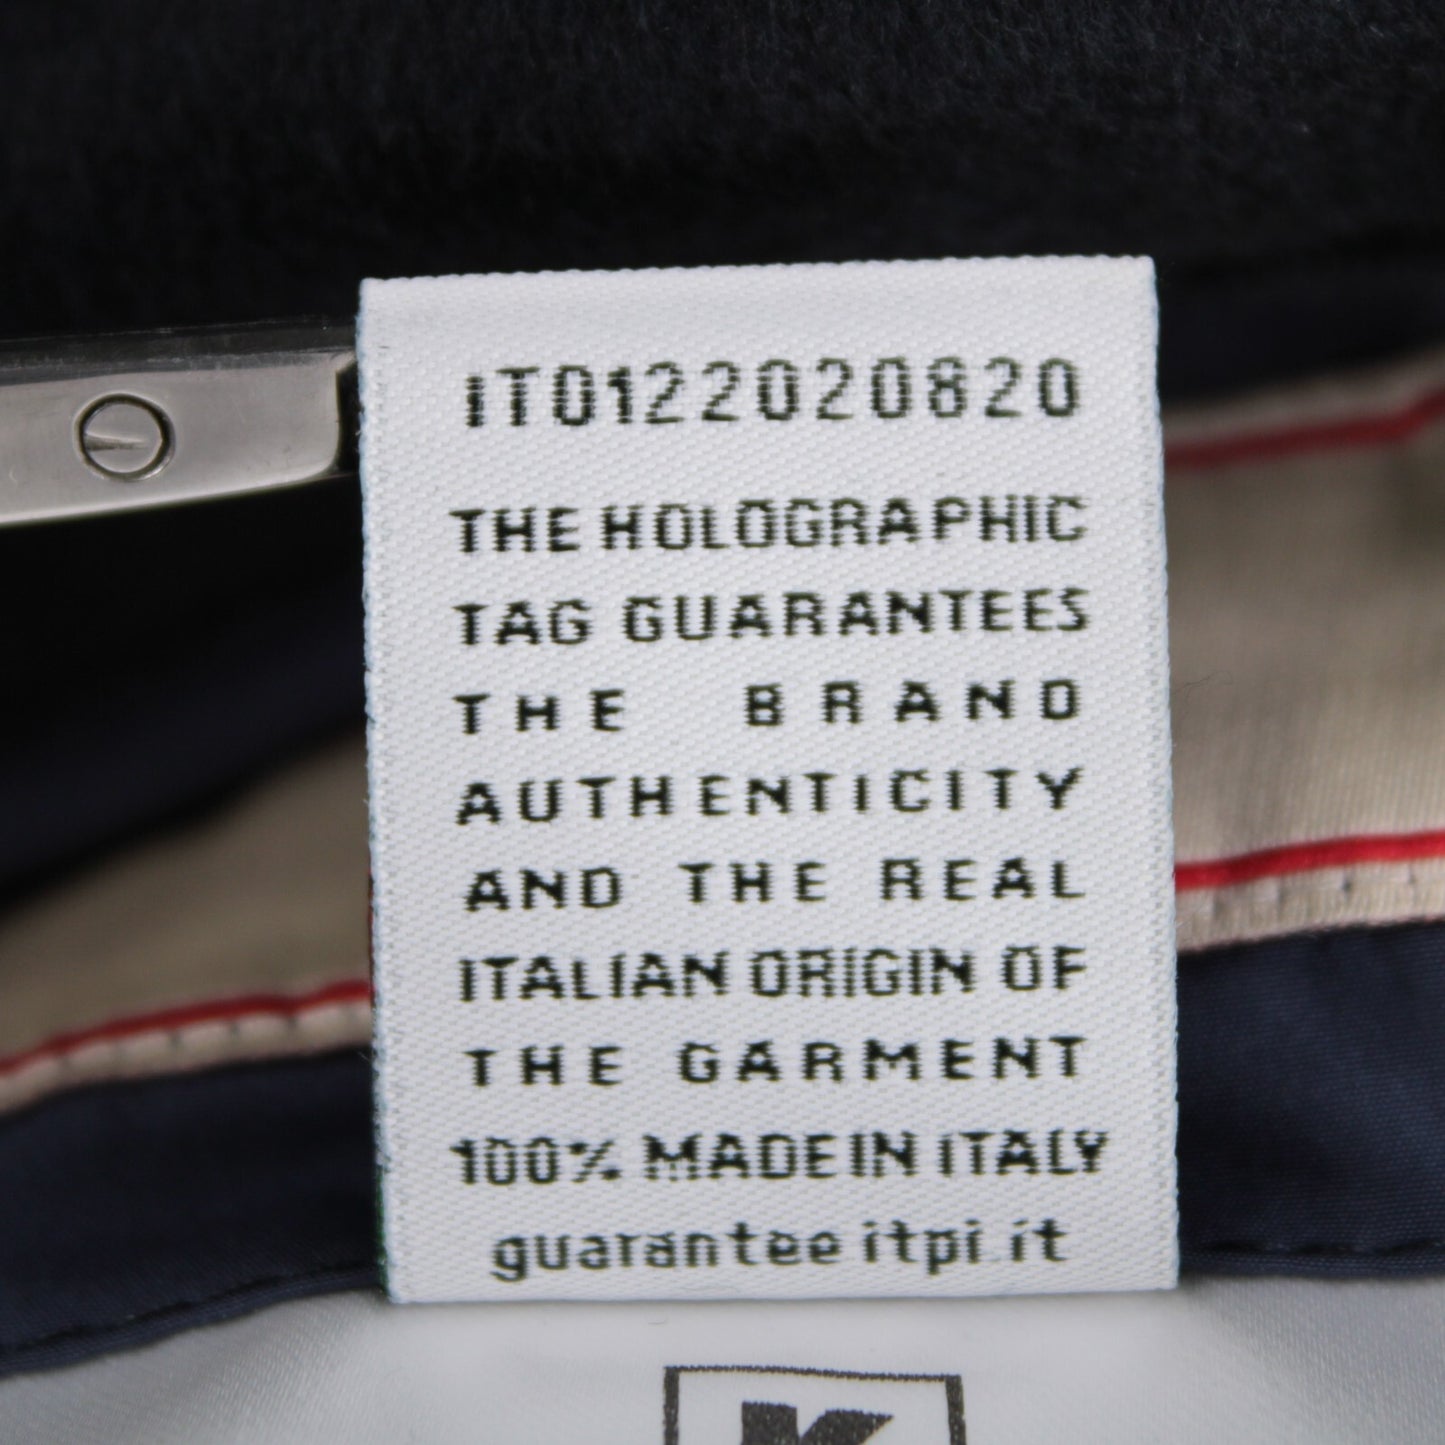 IT0122020820
THE HOLOGRAPHIC
TAG GUARANTEES
THE BRAND
AUTHENTICITY
AND THE REAL
ITALIAN ORIGIN OF
THE GARMENT
100% MADE IN ITALY
guarantee itpi.it
K